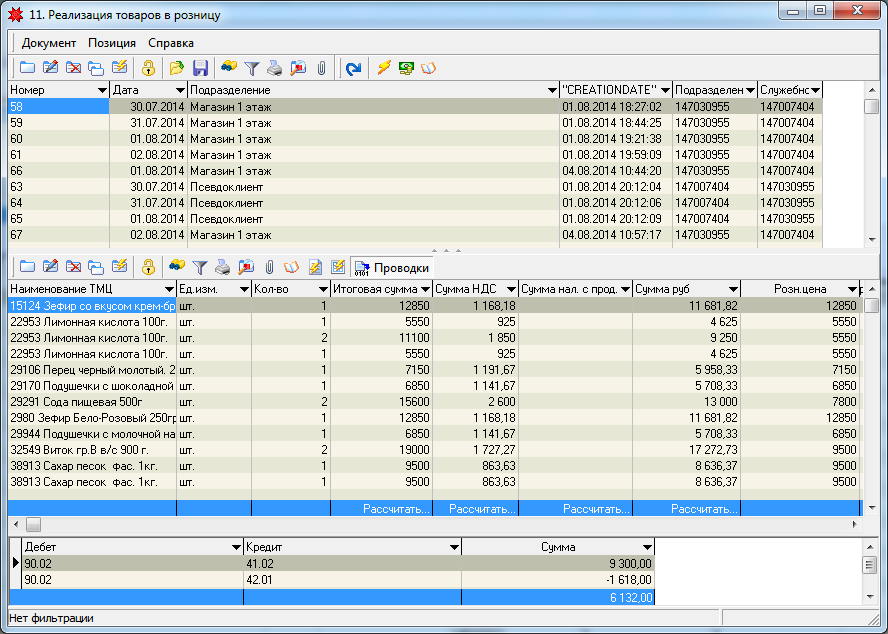 11. Реализация товаров в розницу
Документ Позиция Справка
Номер Дата Подразделение "CREATIONDATE" Подразделен Служебнс
58 30.07.2014 Магазин 1 этаж 01.08.2014 18:27:02 147030955 147007404
59 31.07.2014 Магазин 1 этаж 01.08.2014 18:44:25 147030955 147007404
60 01.08.2014 Магазин 1 этаж 01.08.2014 19:21:38 147030955 147007404
61 02.08.2014 Магазин 1 этаж 01.08.2014 19:59:09 147030955 147007404
66 01.08.2014 Магазин 1 этаж 04.08.2014 10:44:20 147030955 147007404
63 30.07.2014 Псевдоклиент 01.08.2014 20:12:04 147007404 147030955
64 31.07.2014 Псевдоклиент 01.08.2014 20:12:06 147007404 147030955
65 01.08.2014 Псевдоклиент 01.08.2014 20:12:09 147007404 147030955
67 02.08.2014 Магазин 1 этаж 04.08.2014 10:57:17 147030955 147007404
Проводки
Наименование ТМЦ Ед.изм. Кол-во Итоговая сумма Сумма НДС Сумма нал. с прод. Сумма руб Розн.цена
15124 Зефир со вкусом крем-бр шт. 1 12850 1 168,18 11 681,82 12850
22953 Лимонная кислота 100г. шт. 1 5550 925 4 625 5550
22953 Лимонная кислота 100г. шт. 2 11100 1 850 9 250 5550
22953 Лимонная кислота 100г. шт. 1 5550 925 4 625 5550
29106 Перец черный молотый. 2 шт. 1 7150 1 191,67 5 958,33 7150
29170 Подушечки с шоколадной шт. 1 6850 1 141,67 5 708,33 6850
29291 Сода пищевая 500г шт. 2 15600 2 600 13 000 7800
2980 Зефир Бело-Розовый 250гр шт. 1 12850 1 168,18 11 681,82 12850
29944 Подушечки с молочной на шт. 1 6850 1 141,67 5 708,33 6850
32549 Виток гр.В в/с 900 г. шт. 2 19000 1 727,27 17 272,73 9500
38913 Сахар песок фас. 1кг. шт. 1 9500 863,63 8 636,37 9500
38913 Сахар песок фас. 1кг. шт. 1 9500 863,63 8 636,37 9500
Рассчитать... Рассчитать... Рассчитать... Рассчитать...
Дебет Кредит Сумма
90.02 41.02 9 300,00
90.02 42.01 -1 618,00
6 132,00
Нет фильтрации